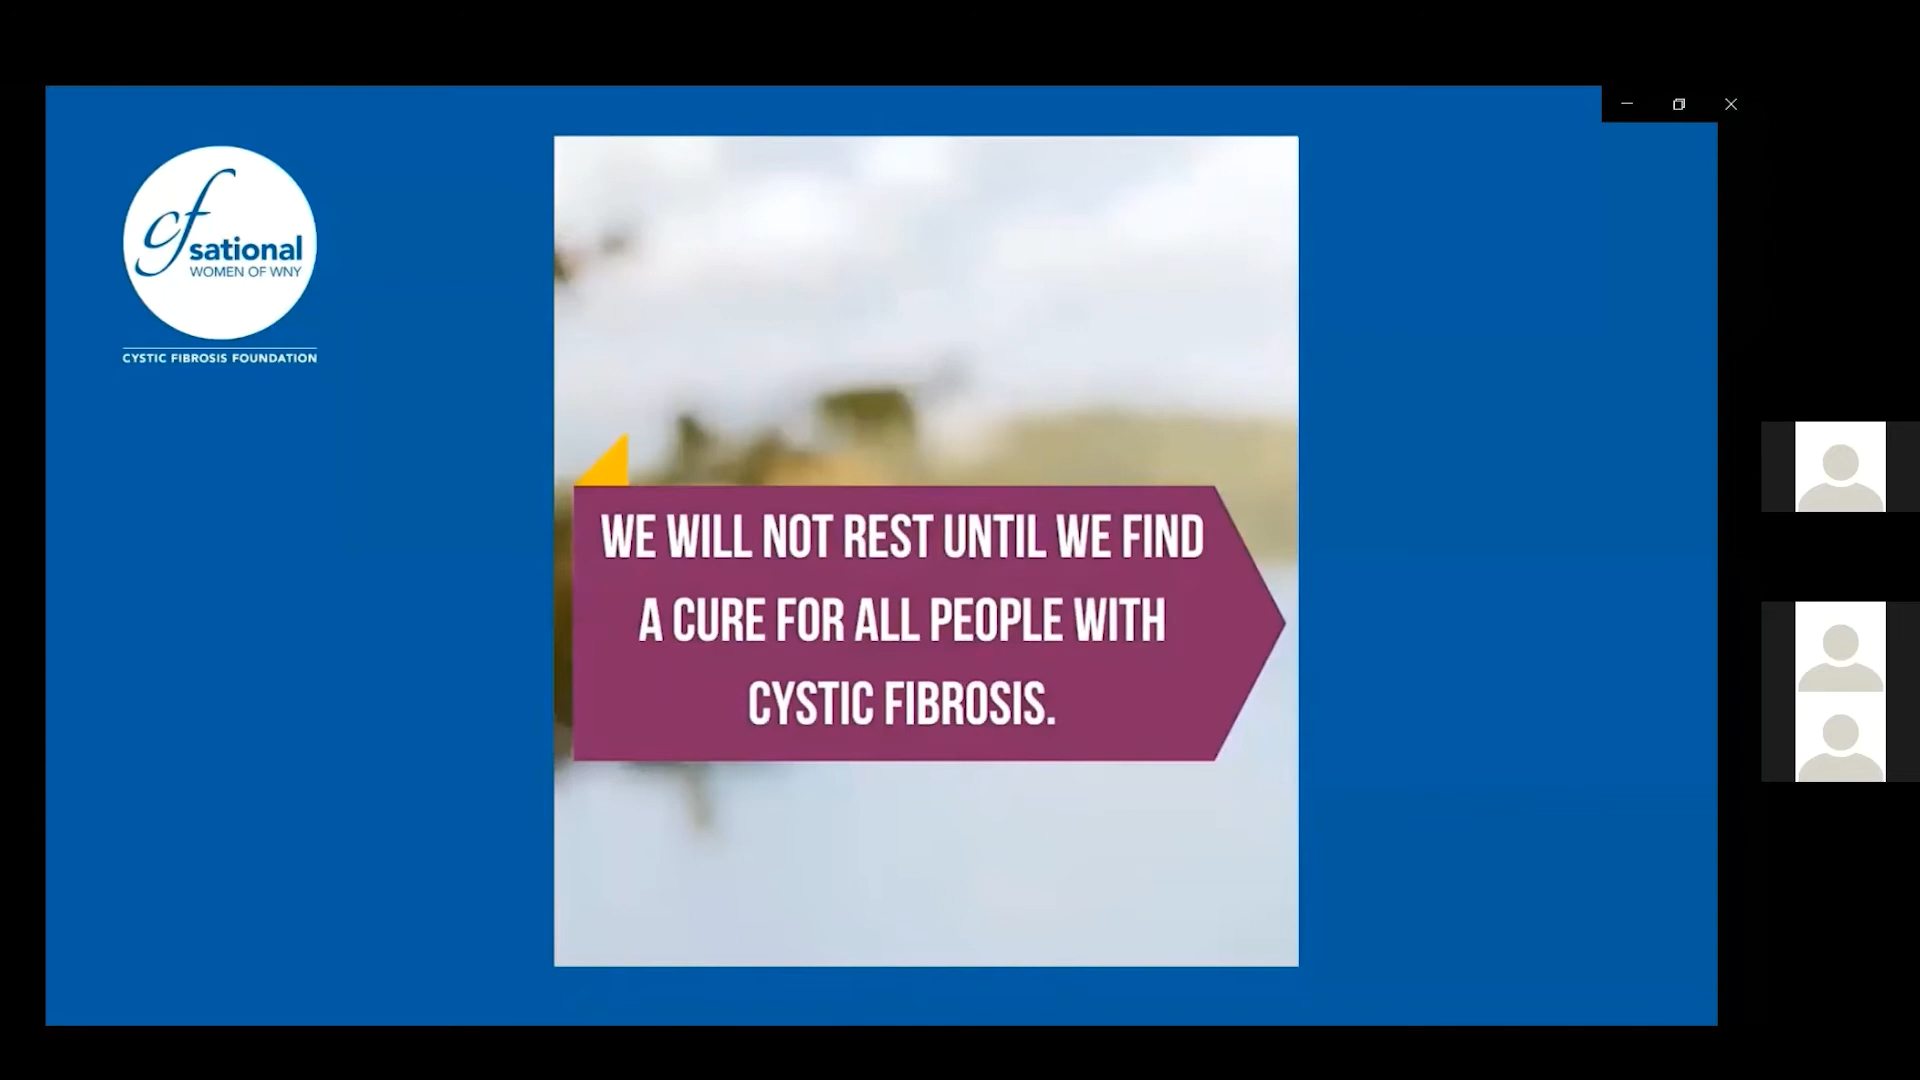 cf
sational
WOMEN OF WNY
CYSTIC FIBROSIS FOUNDATION
WE WILL NOT REST UNTIL WE FIND
A CURE FOR ALL PEOPLE WITH
CYSTIC FIBROSIS.